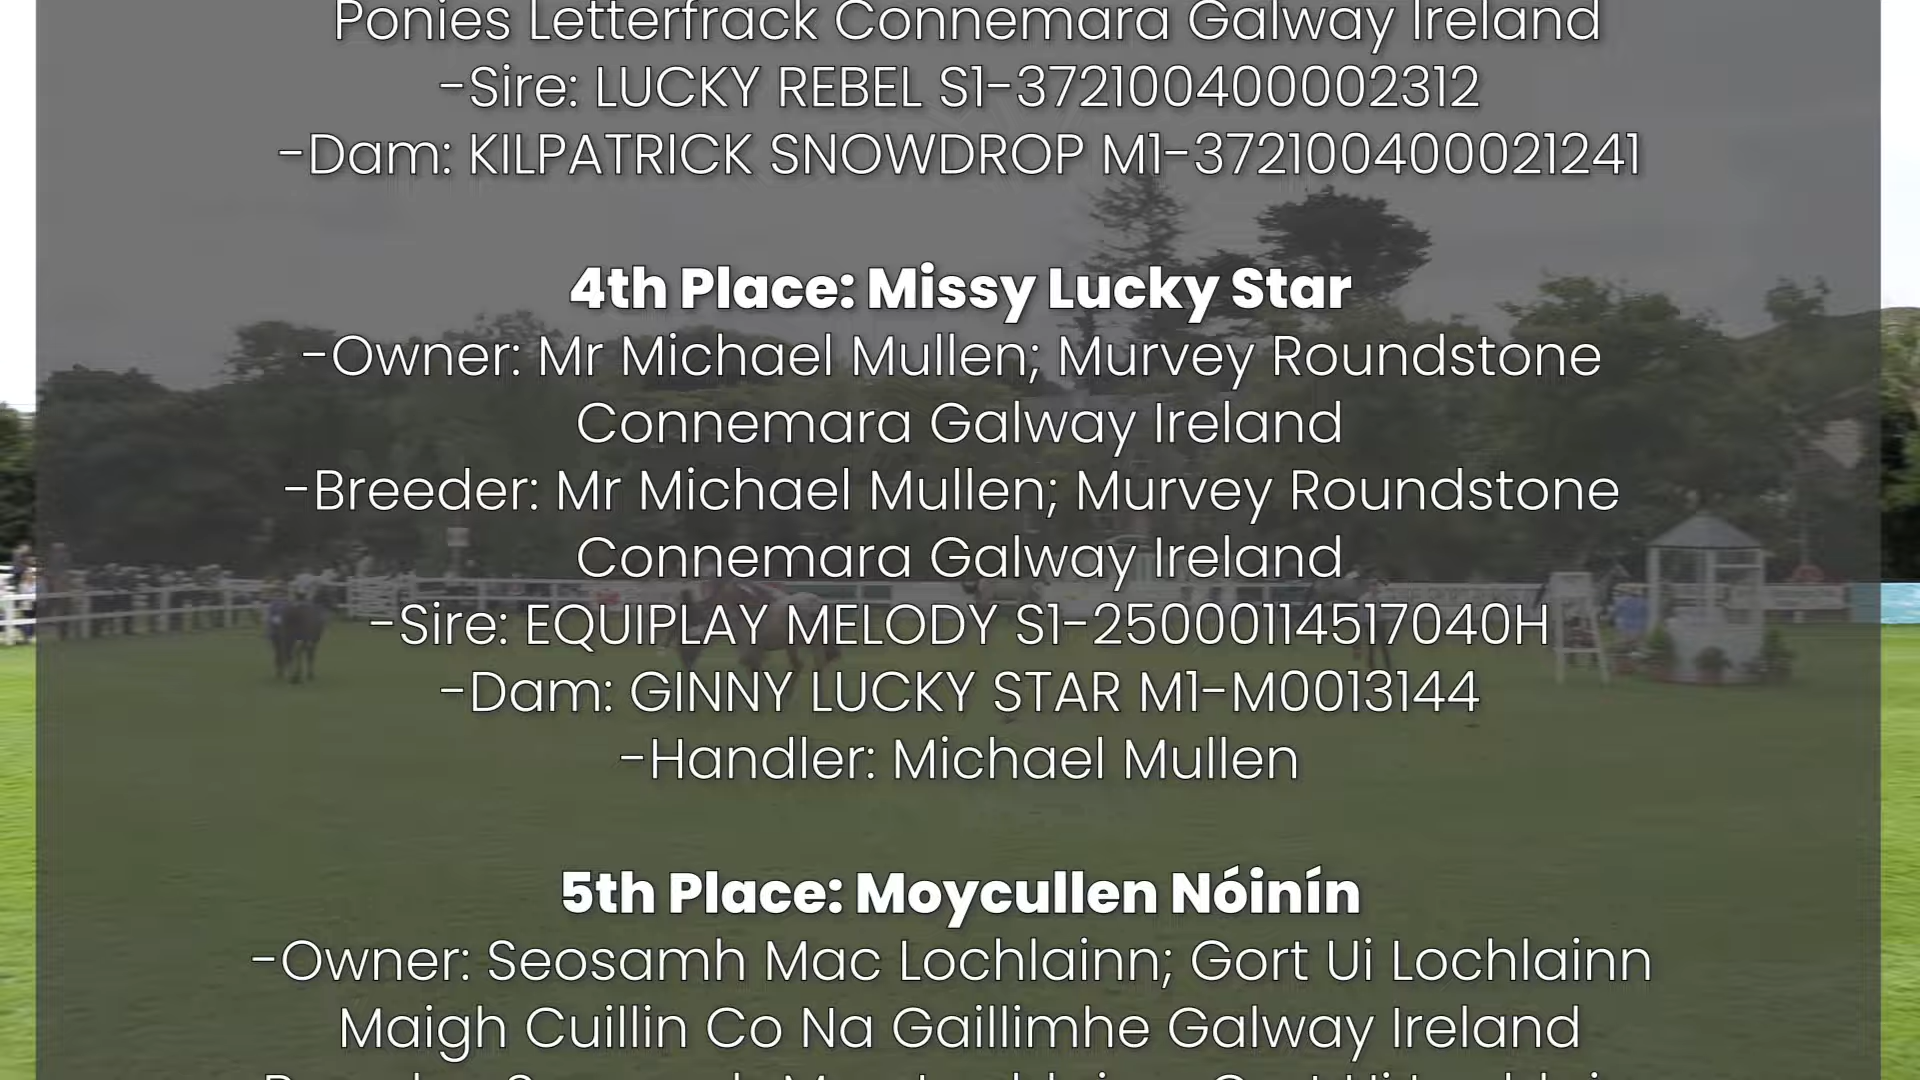 Ponies Letterfrack Connemara Galway Ireland
-Sire: LUCKY REBEL S1-372100400002312
-Dam: KILPATRICK SNOWDROP M1-372100400021241
4th Place: Missy Lucky Star
-Owner: Mr Michael Mullen; Murvey Roundstone
Connemara Galway Ireland
-Breeder: Mr Michael Mullen; Murvey Roundstone
Connemara Galway Ireland
-Sire: EQUIPLAY MELODY S1-25000114517040H
-Dam: GINNY LUCKY STAR M1-M0013144
-Handler: Michael Mullen
5th Place: Moycullen Nóinín
-Owner: Seosamh Mac Lochlainn; Gort Ui Lochlainn
Maigh Cuillin Co Na Gaillimhe Galway Ireland